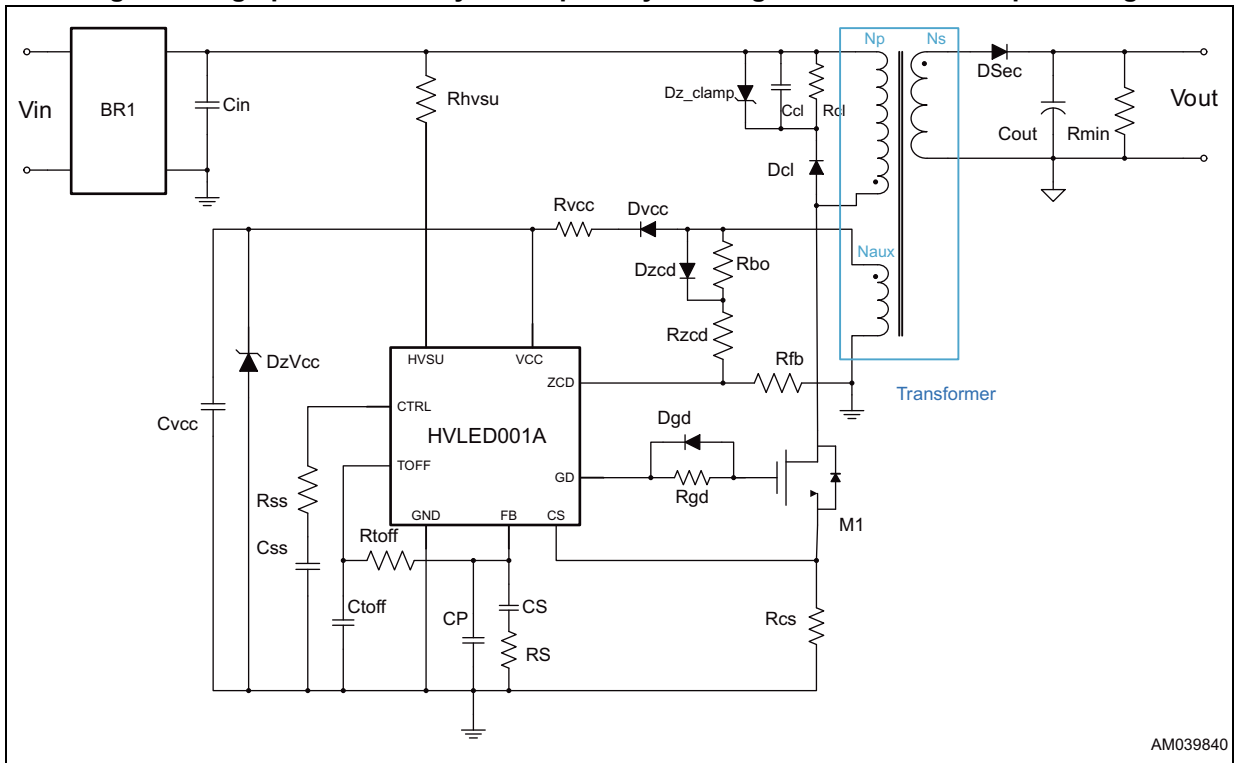 Np Ns
Vin
BR1
Cin
Rhvsu
Dz_clamp
Ccl
Rcl
DSec
Vout
Cout
Rmin
Dcl
Rvcc
Dvcc
Naux
Dzcd
Rbo
Rzcd
Rfb
Transformer
DzVcc
Cvcc
HVSU
VCC
ZCD
CTRL
HVLED001A
TOFF
GD
GND
FB
CS
Dgd
Rgd
M1
Rss
Css
Rtoff
Ctoff
CP
CS
RS
Rcs
AM039840